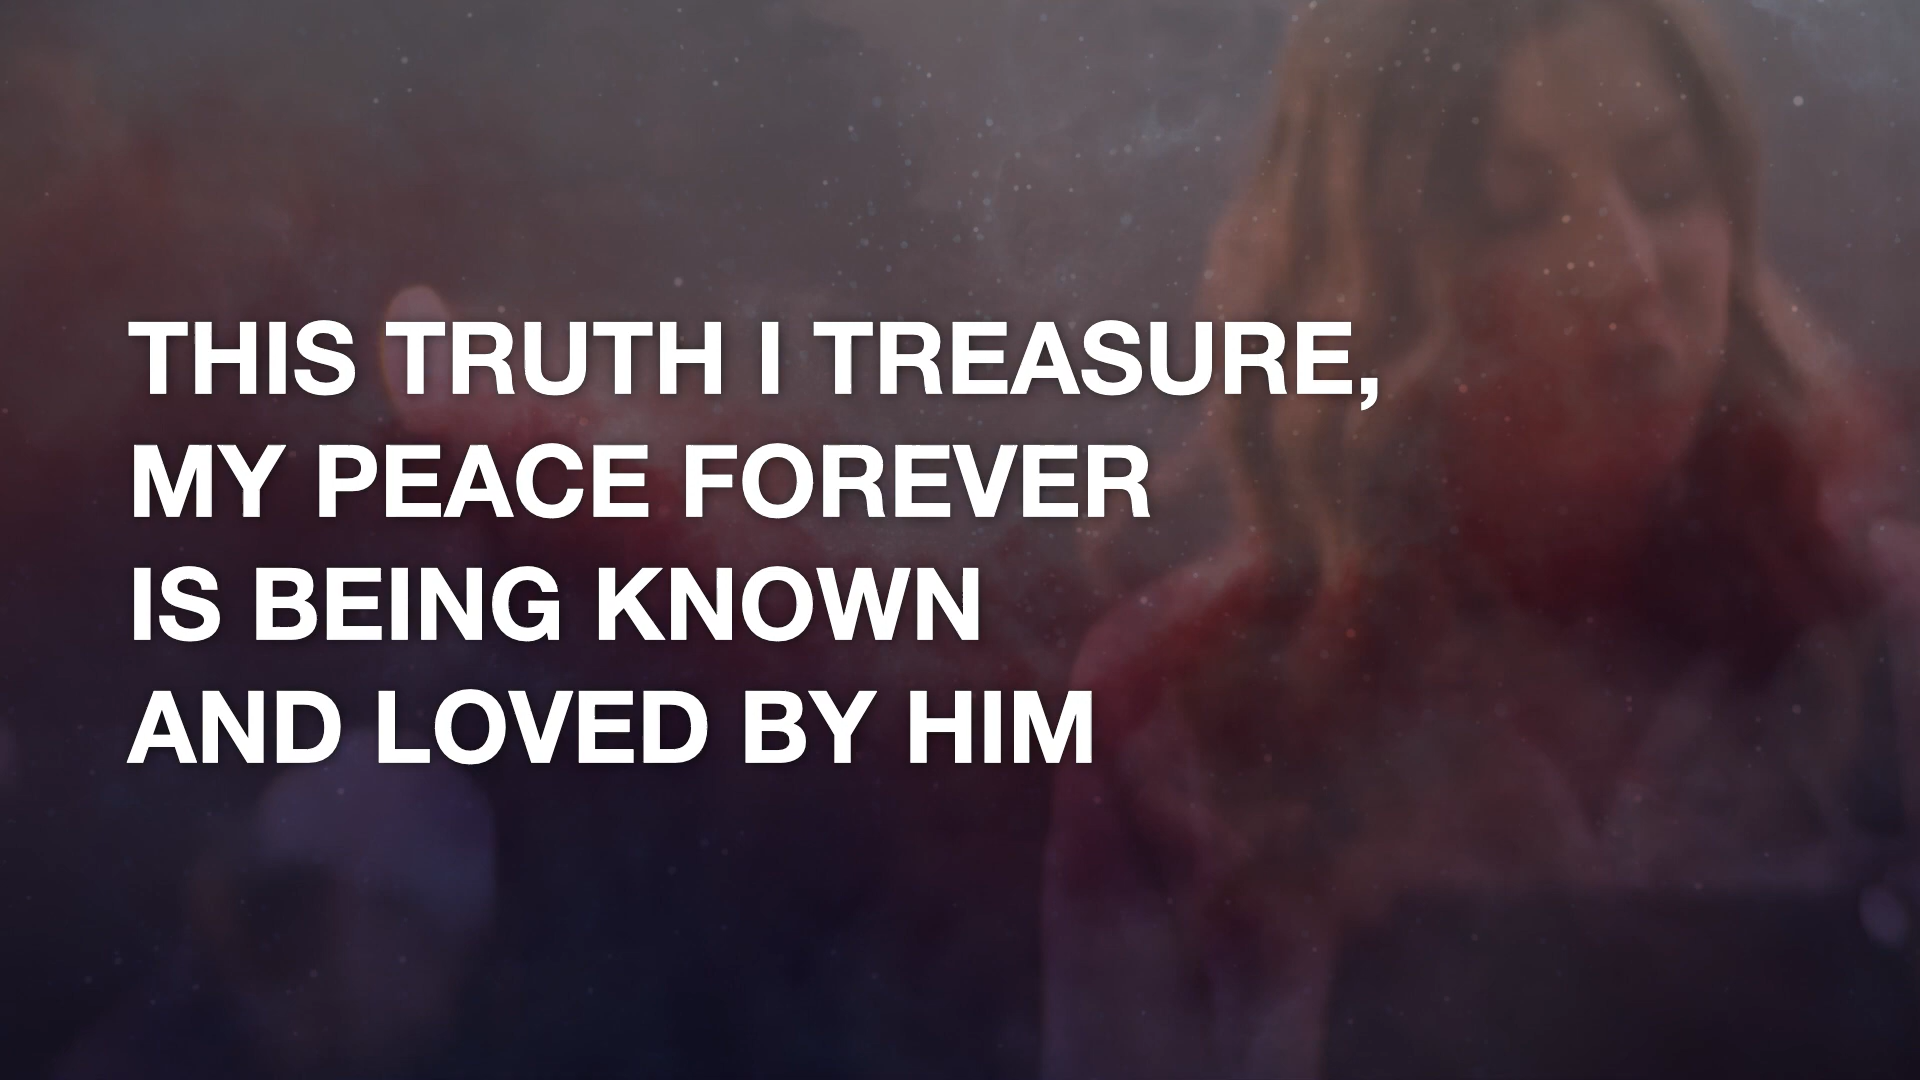 THIS TRUTH I TREASURE,
MY PEACE FOREVER
IS BEING KNOWN
AND LOVED BY HIM